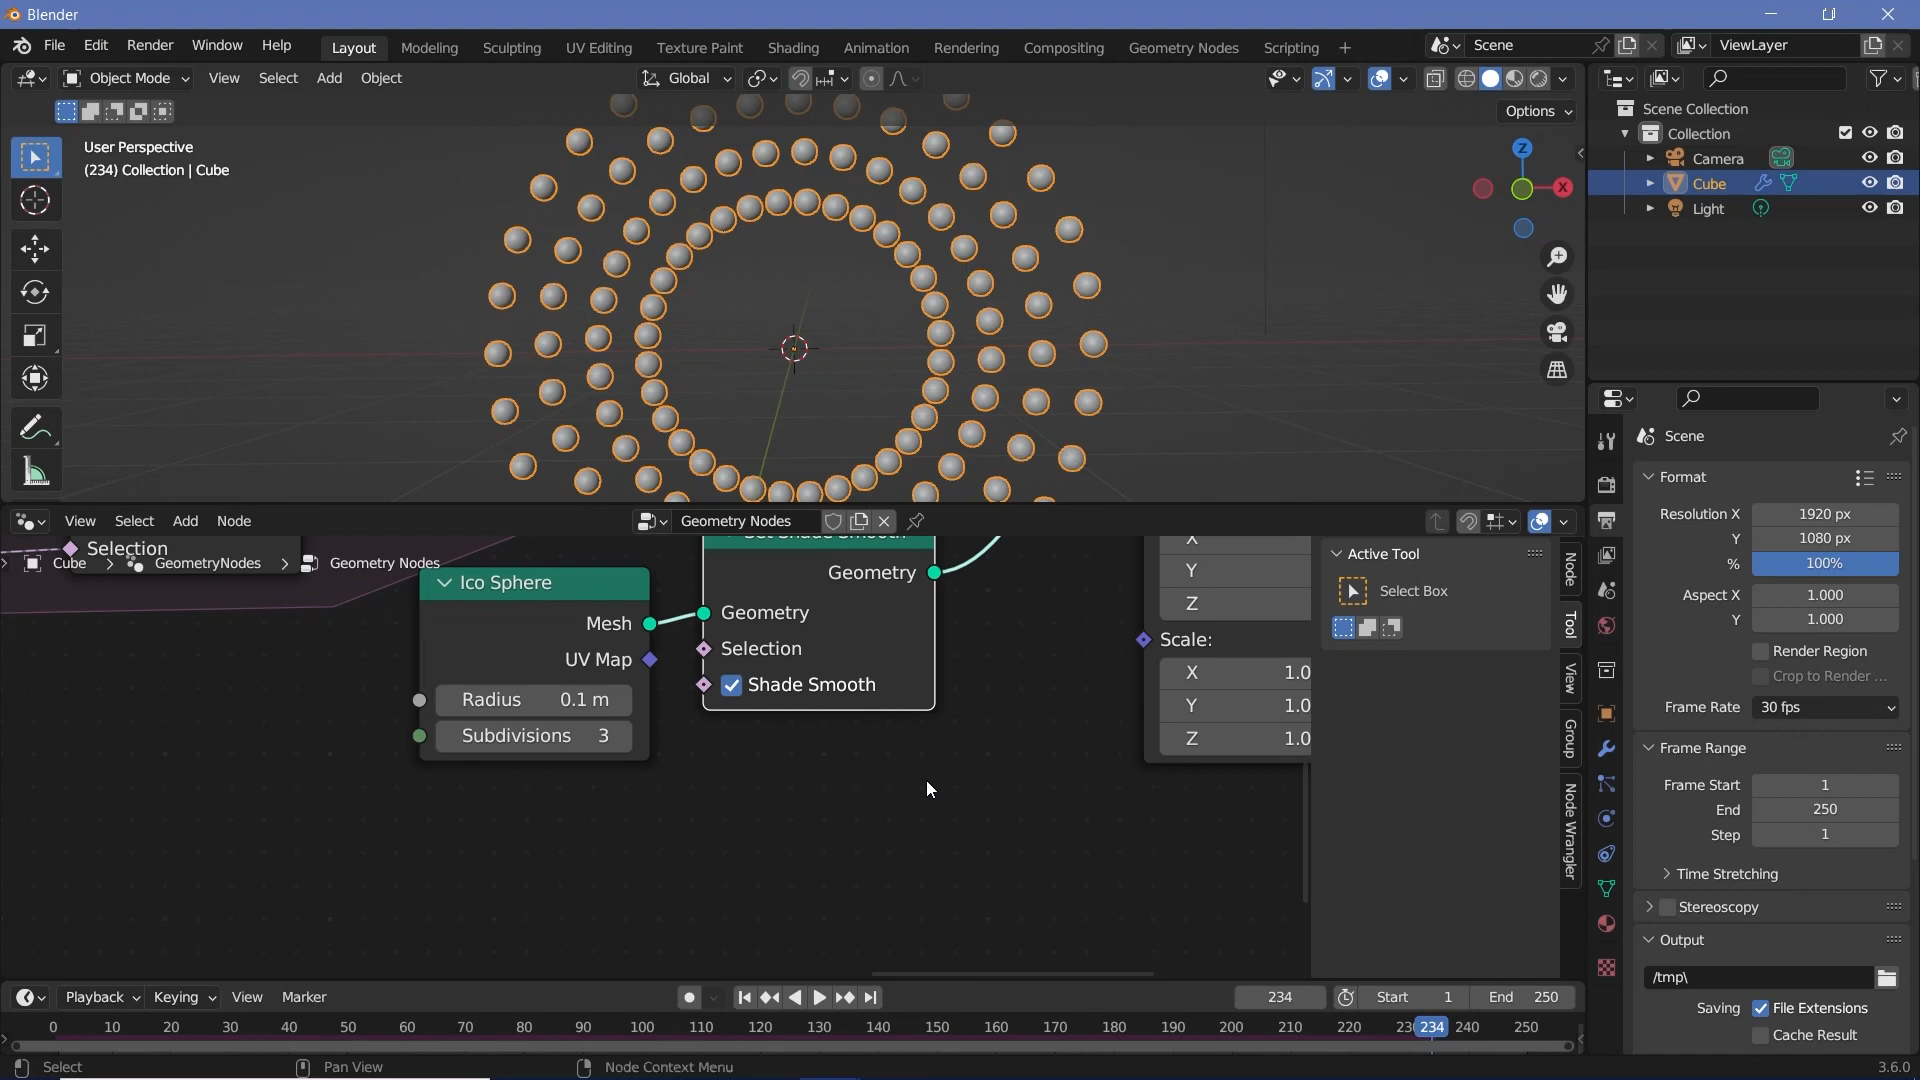 Blender
File Edit Render Window Help Layout Modeling Sculpting UV Editing Texture Paint Shading Animation Rendering Compositing Geometry Nodes Scripting + Scene ViewLayer
Object Mode View Select Add Object Global
Options
User Perspective
(234) Collection | Cube
Z
X
Scene Collection
Collection
Camera
Cube
Light
Scene
Format
Resolution X 1920 px
Y 1080 px
% 100%
Aspect X 1.000
Y 1.000
Render Region
Crop to Render ...
Frame Rate 30 fps
Frame Range
Frame Start 1
End 250
Step 1
Time Stretching
Stereoscopy
Output
/tmp\
Saving File Extensions
Cache Result
View Select Add Node Geometry Nodes
Selection
Cube > GeometryNodes > Geometry Nodes
Ico Sphere
Mesh
UV Map
Radius 0.1 m
Subdivisions 3
Set Shade Smooth
Geometry
Geometry
Selection
Shade Smooth
X
Y
Z
Scale:
X 1.0
Y 1.0
Z 1.0
Active Tool
Select Box
Node
Tool
View
Group
Node Wrangler
Playback Keying View Marker 234 Start 1 End 250
0 10 20 30 40 50 60 70 80 90 100 110 120 130 140 150 160 170 180 190 200 210 220 23 234 240 250
Select Pan View Node Context Menu 3.6.0